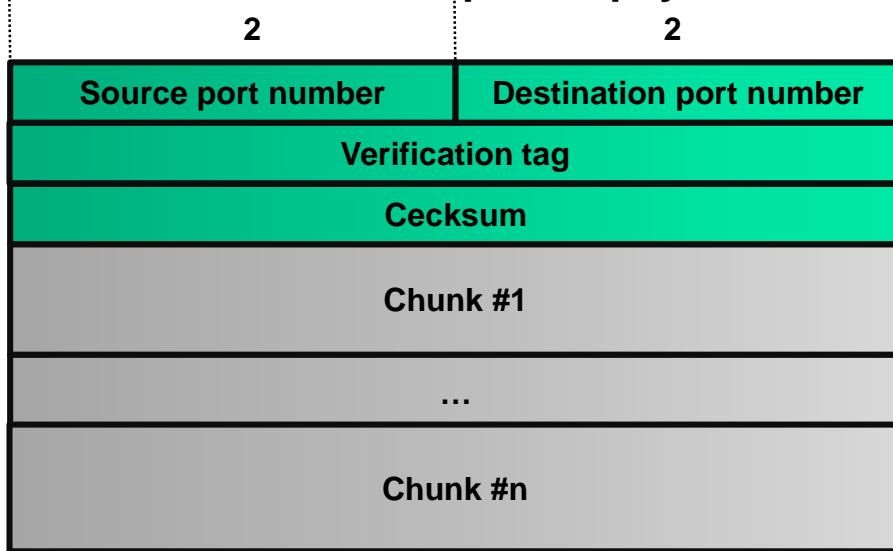 2 2
Source port number Destination port number
Verification tag
Cecksum
Chunk #1
...
Chunk #n